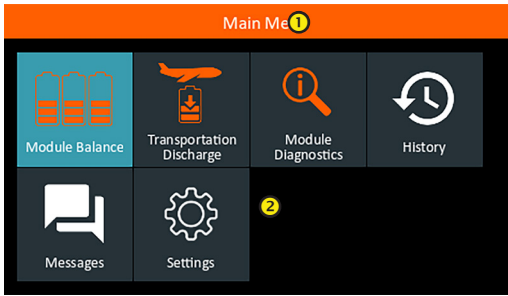 Main Me 1
Module Balance
Transportation
Discharge
Module
Diagnostics
History
Messages
Settings
2